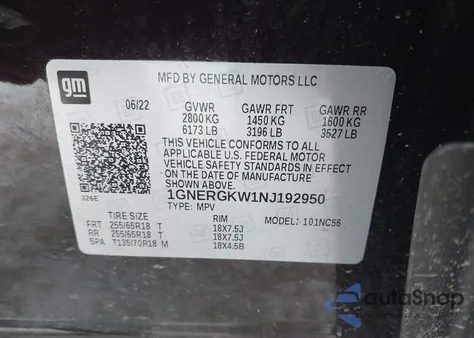 gm
MFD BY GENERAL MOTORS LLC
06/22 GVWR GAWR FRT GAWR RR
2800 KG 1450 KG 1600 KG
6173 LB 3196 LB 3527 LB
THIS VEHICLE CONFORMS TO ALL
APPLICABLE U.S. FEDERAL MOTOR
VEHICLE SAFETY STANDARDS IN EFFECT
ON THE DATE OF MANUFACTURE
SHOWN ABOVE.
1GNERGKW1NJ192950
326E TYPE: MPV
TIRE SIZE RIM MODEL: 101NC56
FRT 255/65R18 T 18X7.5J
RR 255/65R18 T 18X7.5J
SPA T135/70R18 M 18X4.5B
autoSnap